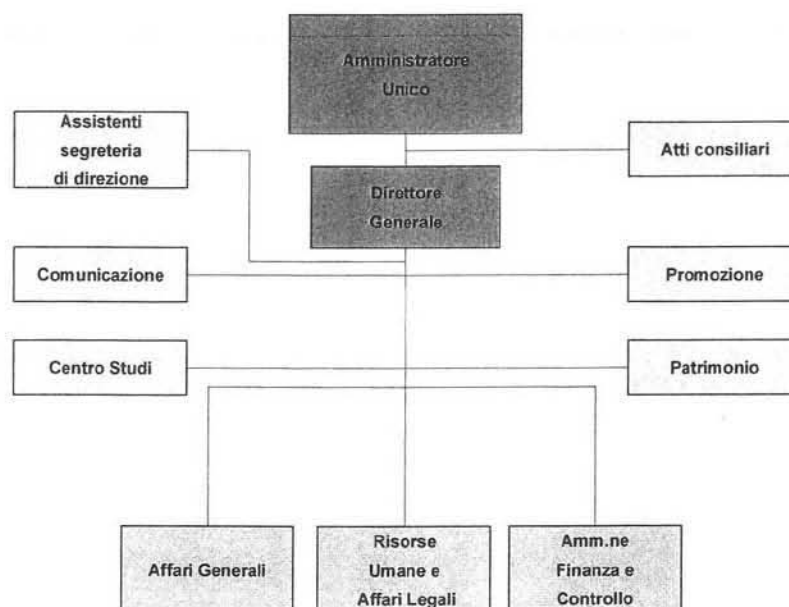 Amministratore
Unico
Assistenti
segreteria
di direzione
Atti consiliari
Direttore
Generale
Comunicazione
Promozione
Centro Studi
Patrimonio
Affari Generali
Risorse
Umane e
Affari Legali
Amm.ne
Finanza e
Controllo